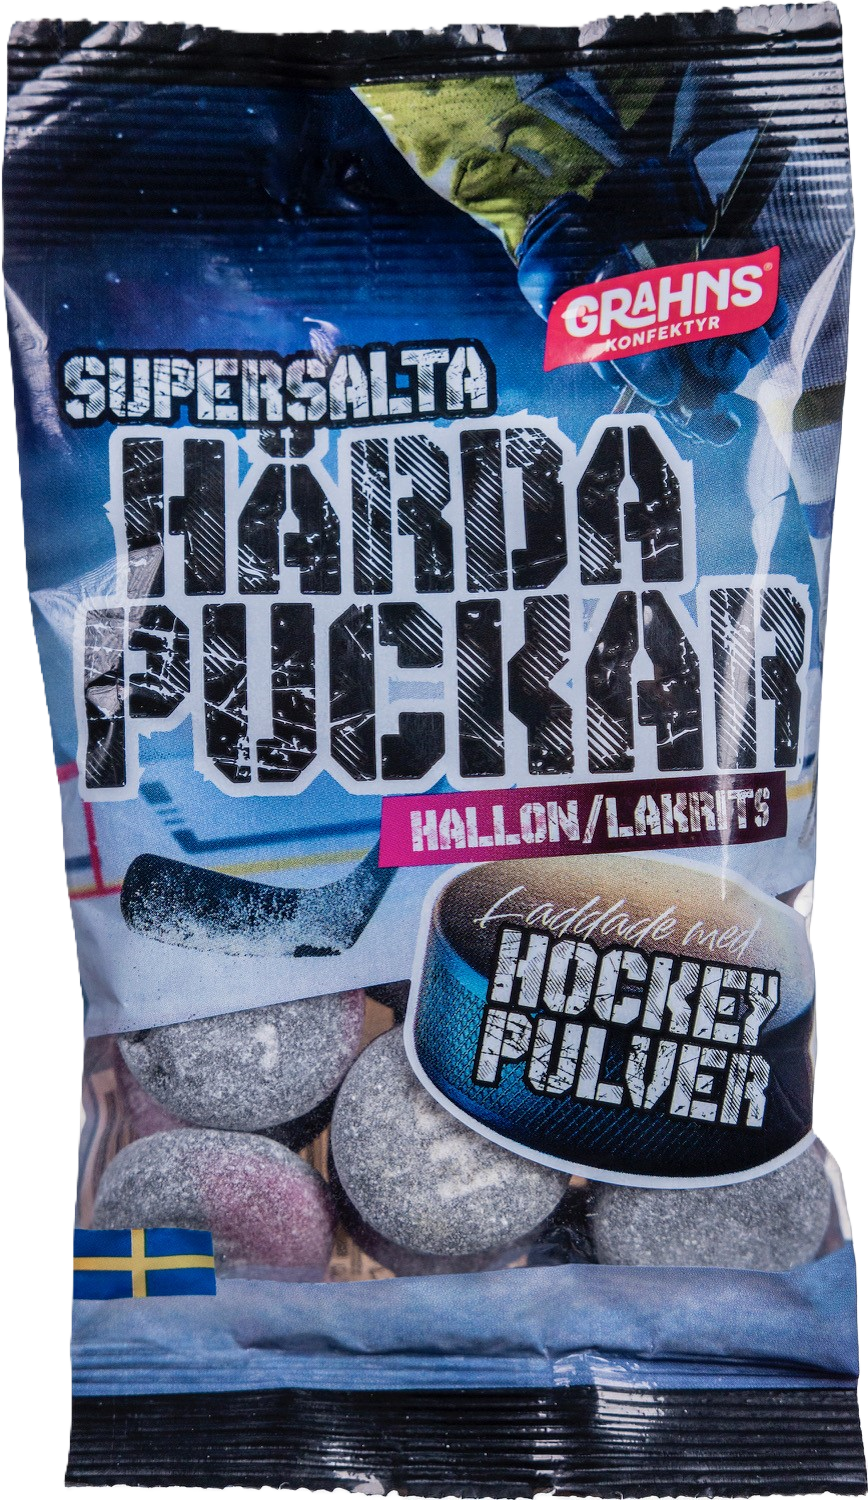 GRAHNS®
KONFEKTYR
SUPERSALTA
HÅRDA
PUCKAR
HALLON/LAKRITS
Laddade med
HOCKEY
PULVER